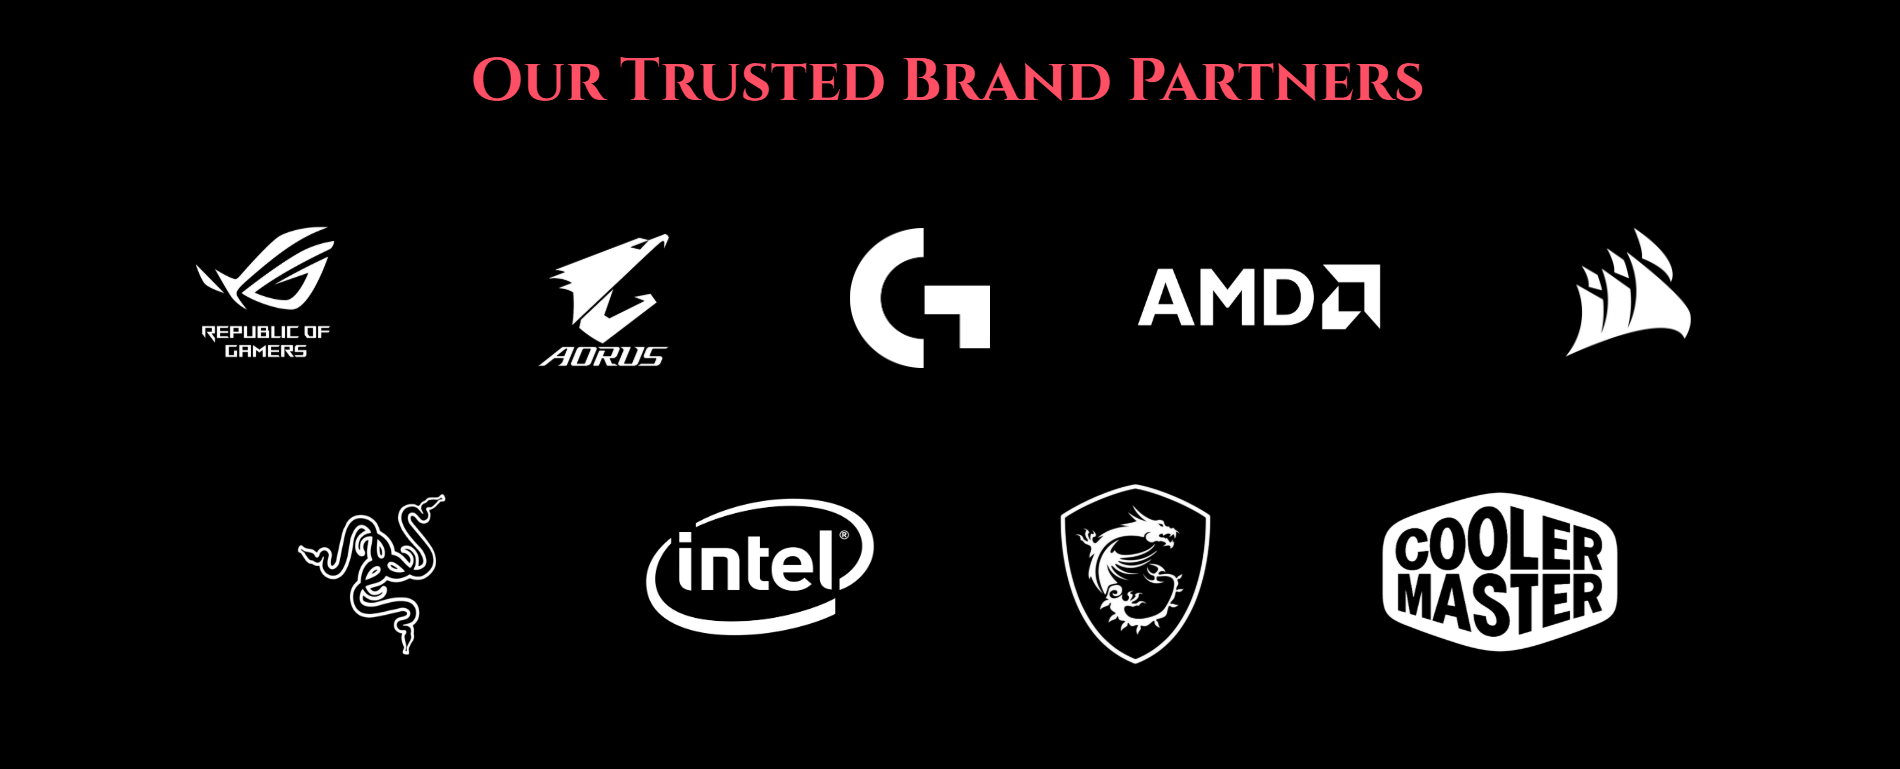 Our Trusted Brand Partners
REPUBLIC OF
GAMERS
AORUS
AMD
intel®
COOLER
MASTER